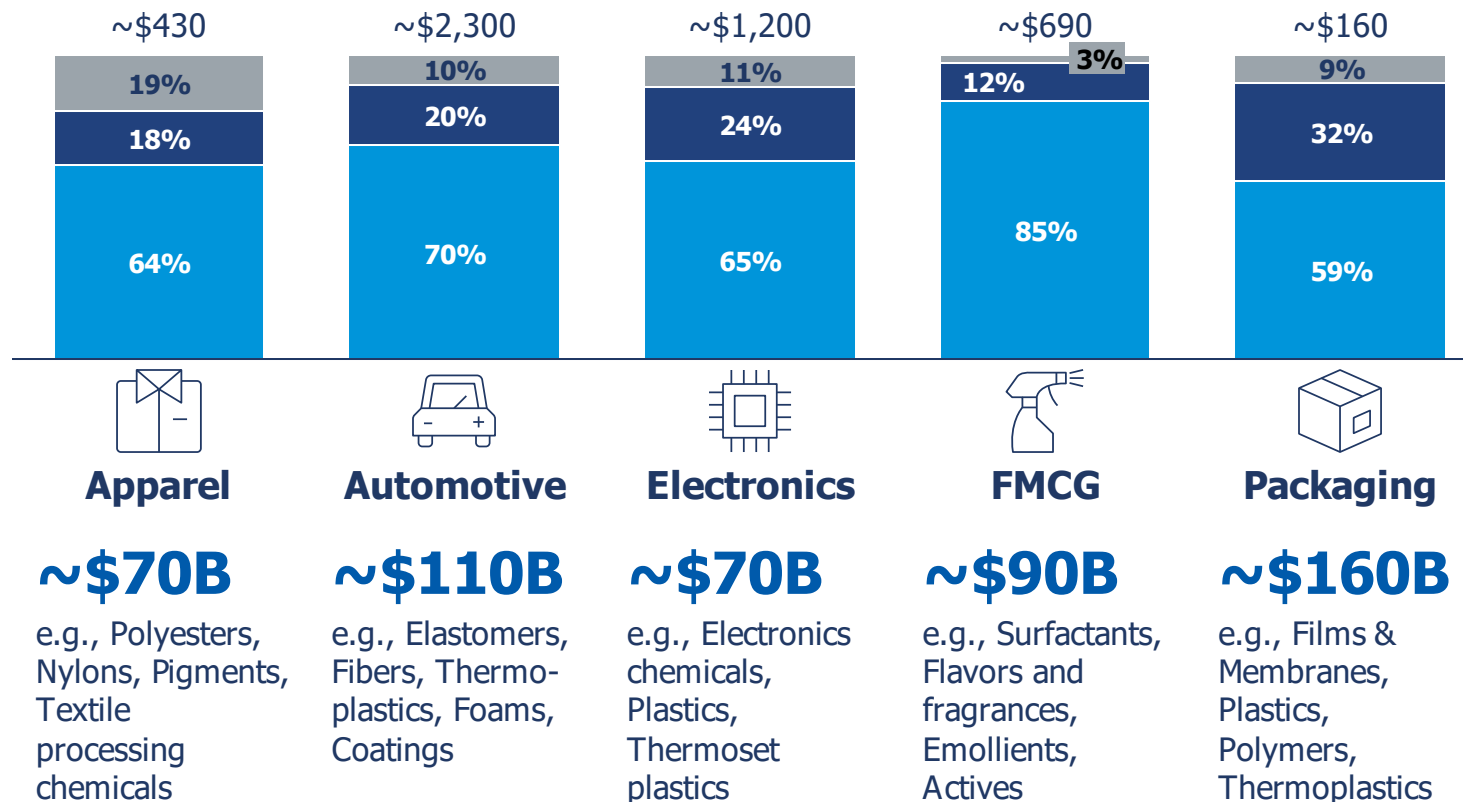 ~$430
~$2,300
~$1,200
~$690
~$160
19%
10%
11%
3%
9%
18%
20%
24%
12%
32%
64%
70%
65%
85%
59%
Apparel
Automotive
Electronics
FMCG
Packaging
~$70B
~$110B
~$70B
~$90B
~$160B
e.g., Polyesters,
Nylons, Pigments,
Textile
processing
chemicals
e.g., Elastomers,
Fibers, Thermo-
plastics, Foams,
Coatings
e.g., Electronics
chemicals,
Plastics,
Thermoset
plastics
e.g., Surfactants,
Flavors and
fragrances,
Emollients,
Actives
e.g., Films &
Membranes,
Plastics,
Polymers,
Thermoplastics